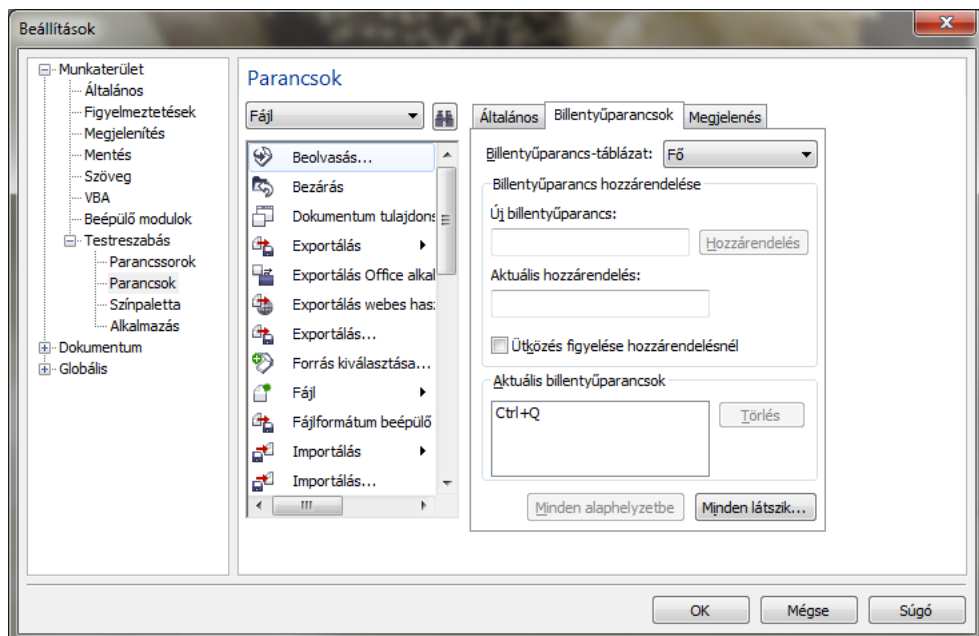 Beállítások
Munkaterület
Általános
Figyelmeztetések
Megjelenítés
Mentés
Szöveg
VBA
Beépülő modulok
Testreszabás
Parancssorok
Parancsok
Színpaletta
Alkalmazás
Dokumentum
Globális
Parancsok
Fájl
Beolvasás...
Bezárás
Dokumentum tulajdons
Exportálás
Exportálás Office alkal
Exportálás webes has:
Exportálás...
Forrás kiválasztása...
Fájl
Fájlformátum beépülő
Importálás
Importálás...
Általános
Billentyűparancsok
Megjelenés
Billentyűparancs-táblázat:
Fő
Billentyűparancs hozzárendelése
Új billentyűparancs:
Hozzárendelés
Aktuális hozzárendelés:
Ütközés figyelése hozzárendelésnél
Aktuális billentyűparancsok
Ctrl+Q
Törlés
Minden alaphelyzetbe
Minden látszik...
OK
Mégse
Súgó